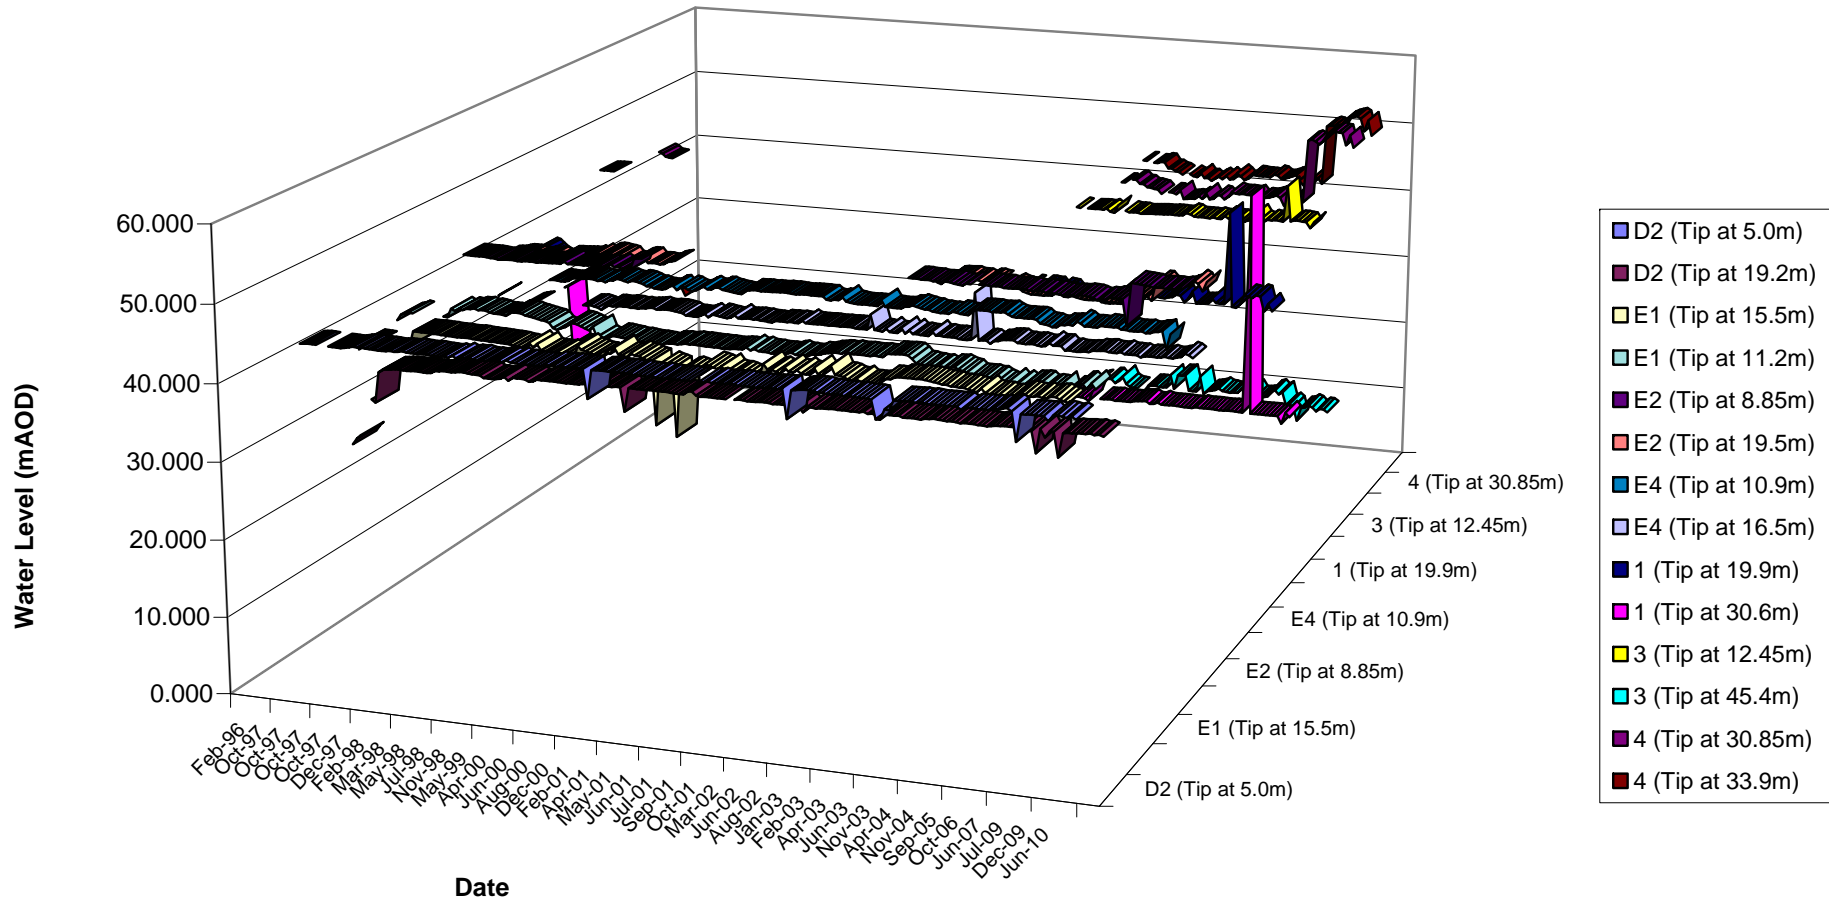 60.000
50.000
40.000
30.000
20.000
10.000
0.000
Water Level (mAOD)
Feb-96
Oct-97
Oct-97
Oct-97
Oct-97
Dec-97
Feb-98
Mar-98
May-98
Jul-98
Nov-98
May-99
Apr-00
Jun-00
Aug-00
Dec-00
Feb-01
Apr-01
May-01
Jun-01
Jul-01
Sep-01
Oct-01
Mar-02
Jun-02
Aug-02
Jan-03
Feb-03
Apr-03
Jun-03
Nov-03
Apr-04
Nov-04
Sep-05
Oct-06
Jun-07
Jul-09
Dec-09
Jun-10
Date
4 (Tip at 30.85m)
3 (Tip at 12.45m)
1 (Tip at 19.9m)
E4 (Tip at 10.9m)
E2 (Tip at 8.85m)
E1 (Tip at 15.5m)
D2 (Tip at 5.0m)
D2 (Tip at 5.0m)
D2 (Tip at 19.2m)
E1 (Tip at 15.5m)
E1 (Tip at 11.2m)
E2 (Tip at 8.85m)
E2 (Tip at 19.5m)
E4 (Tip at 10.9m)
E4 (Tip at 16.5m)
1 (Tip at 19.9m)
1 (Tip at 30.6m)
3 (Tip at 12.45m)
3 (Tip at 45.4m)
4 (Tip at 30.85m)
4 (Tip at 33.9m)